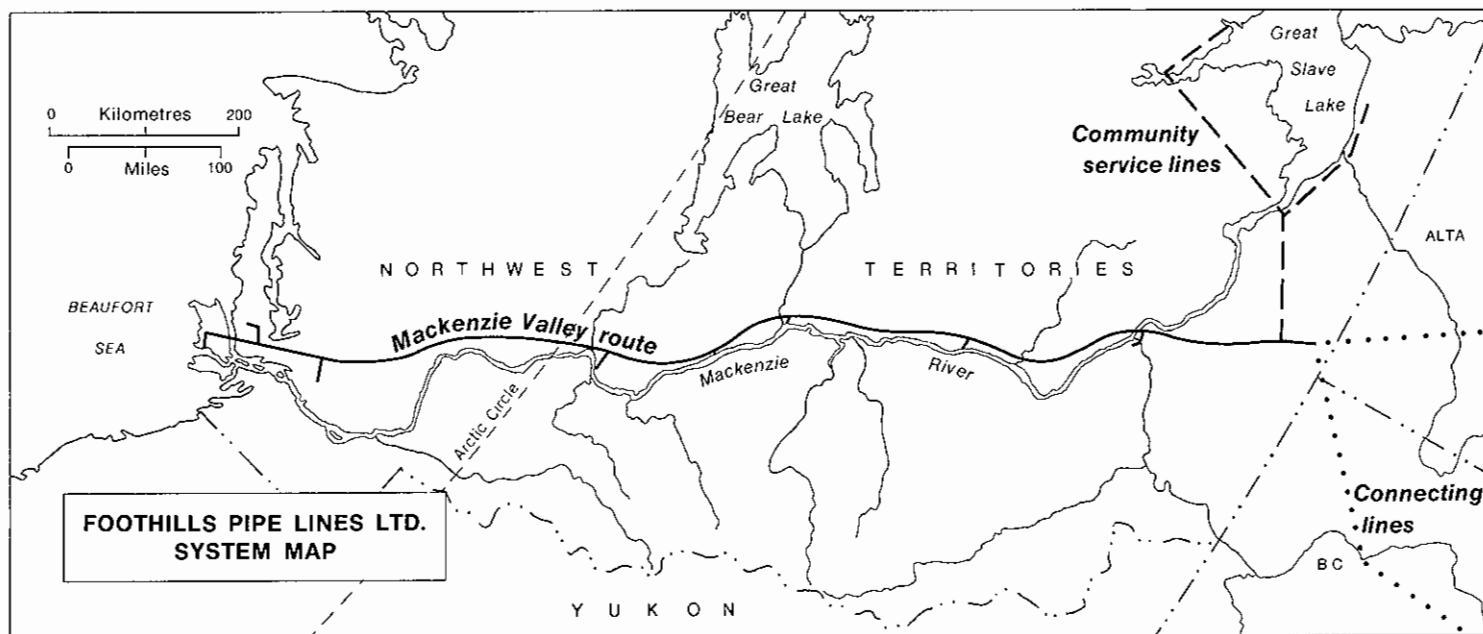 0 Kilometres 200
0 Miles 100
Great
Bear Lake
Great
Slave
Lake
Community
service lines
ALTA
NORTHWEST TERRITORIES
BEAUFORT
SEA
Mackenzie Valley route
Mackenzie River
Arctic Circle
FOOTHILLS PIPE LINES LTD.
SYSTEM MAP
Connecting
lines
BC
YUKON